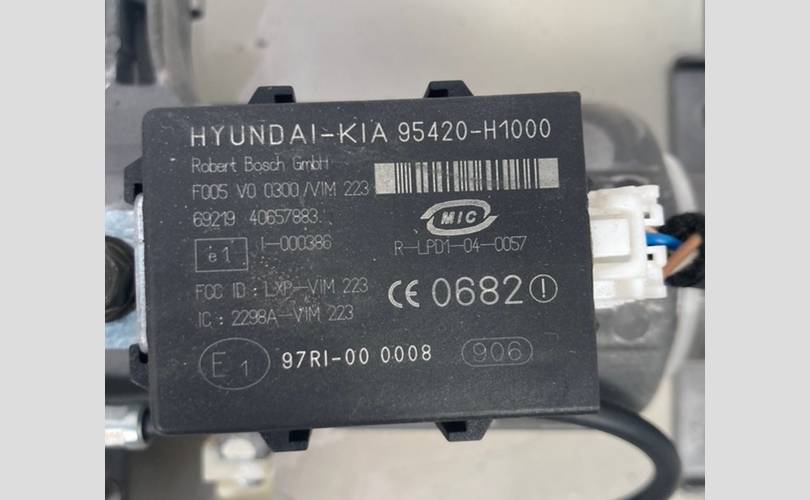 HYUNDAI-KIA 95420-H1000
Robert Bosch GmbH
F005 V0 0300/VIM 223
69219 40657883
MIC
e1 I-000386
R-LPD1-04-0057
FCC ID : LXP-VIM 223
CE 0682
IC : 2298A-VIM 223
E1 97RI-00 0008 906